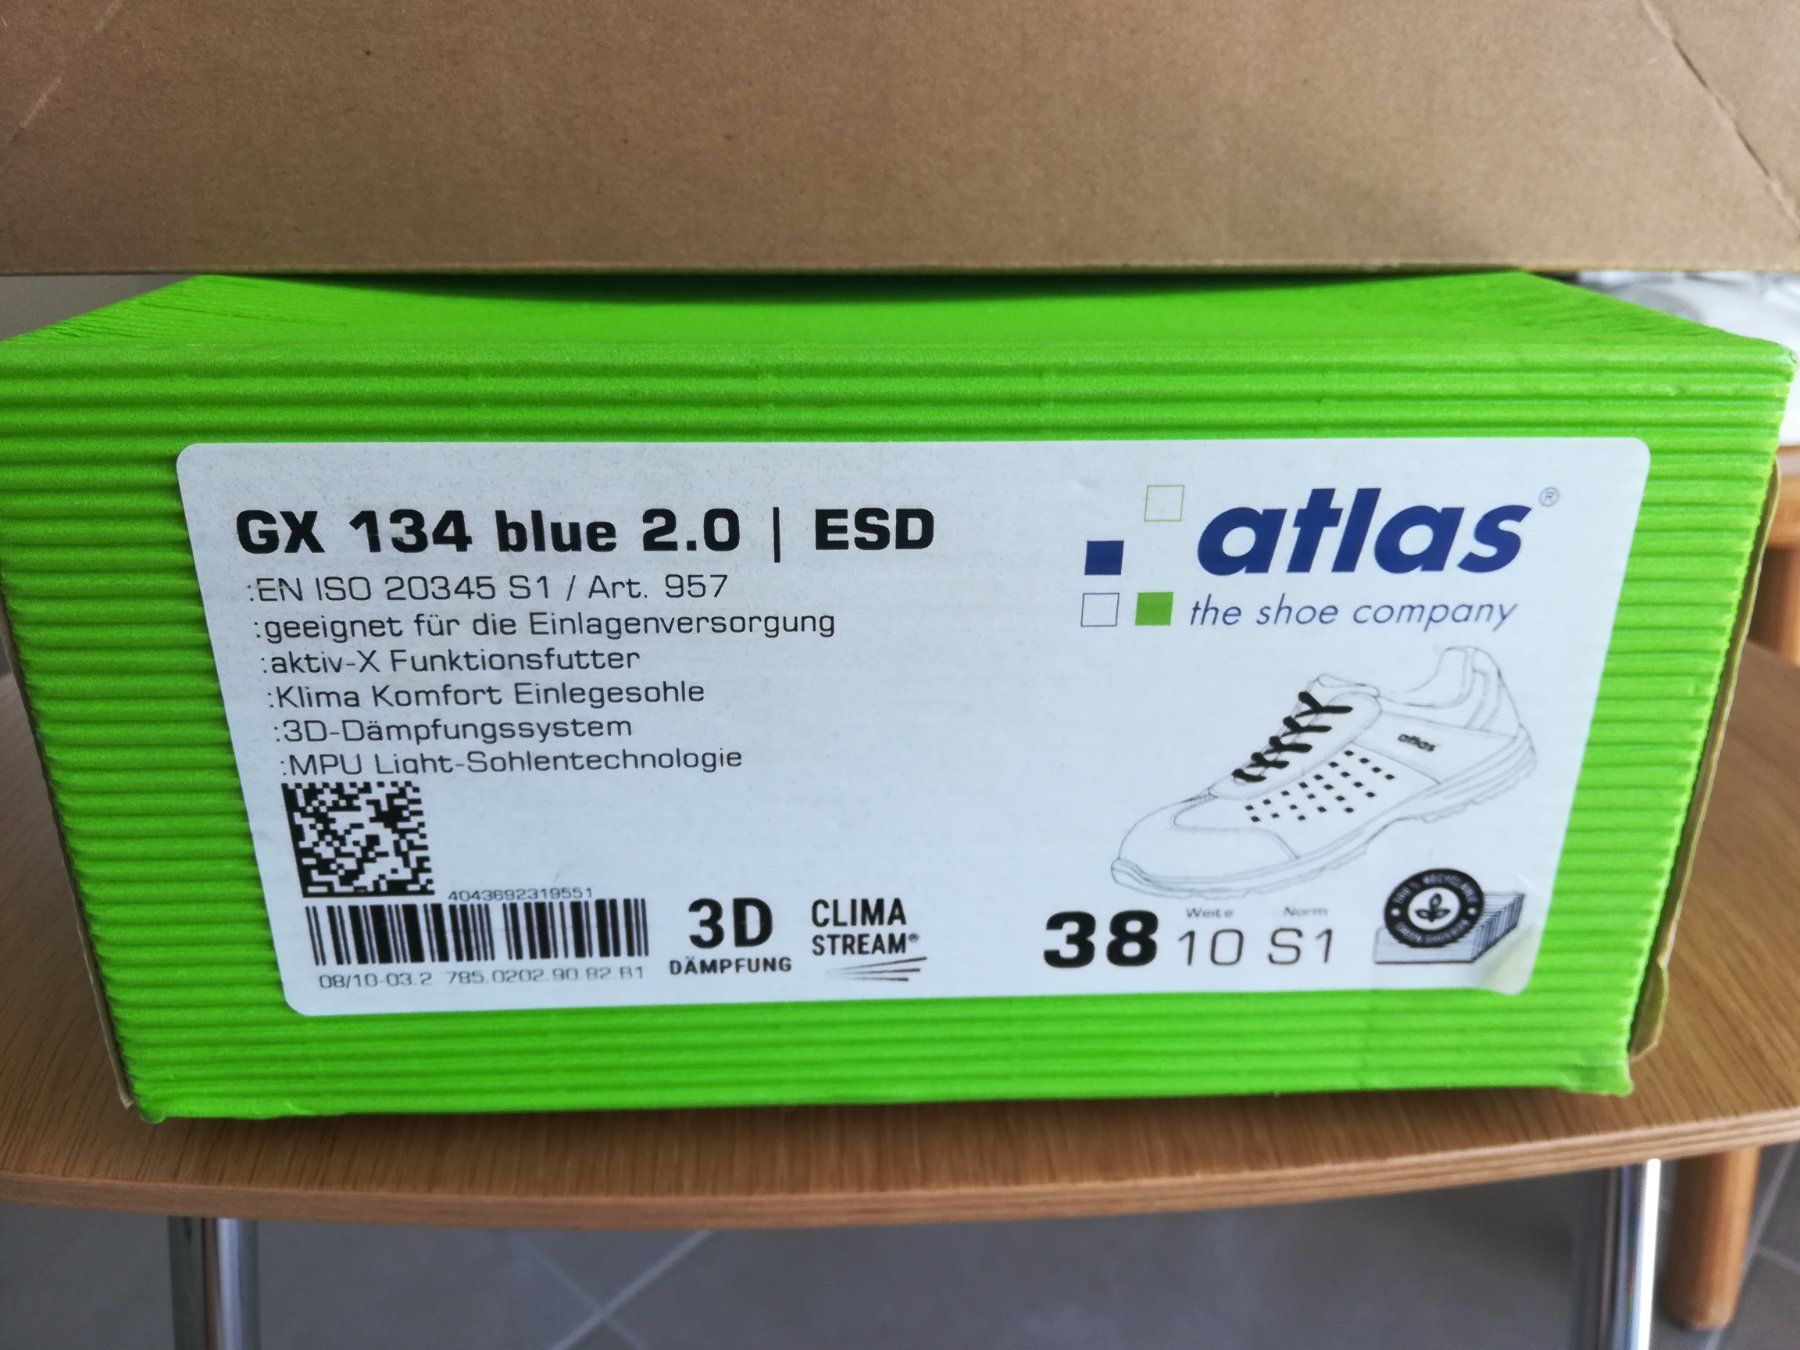 GX 134 blue 2.0 | ESD
:EN ISO 20345 S1 / Art. 957
:geeignet für die Einlagenversorgung
:aktiv-X Funktionsfutter
:Klima Komfort Einlegesohle
:3D-Dämpfungssystem
:MPU Light-Sohlentechnologie
4043692319551
08/10-03.2 785.0202.90.82.81
3D
DÄMPFUNG
CLIMA
STREAM®
atlas®
the shoe company
atlas
Weite Norm
38 10 S1